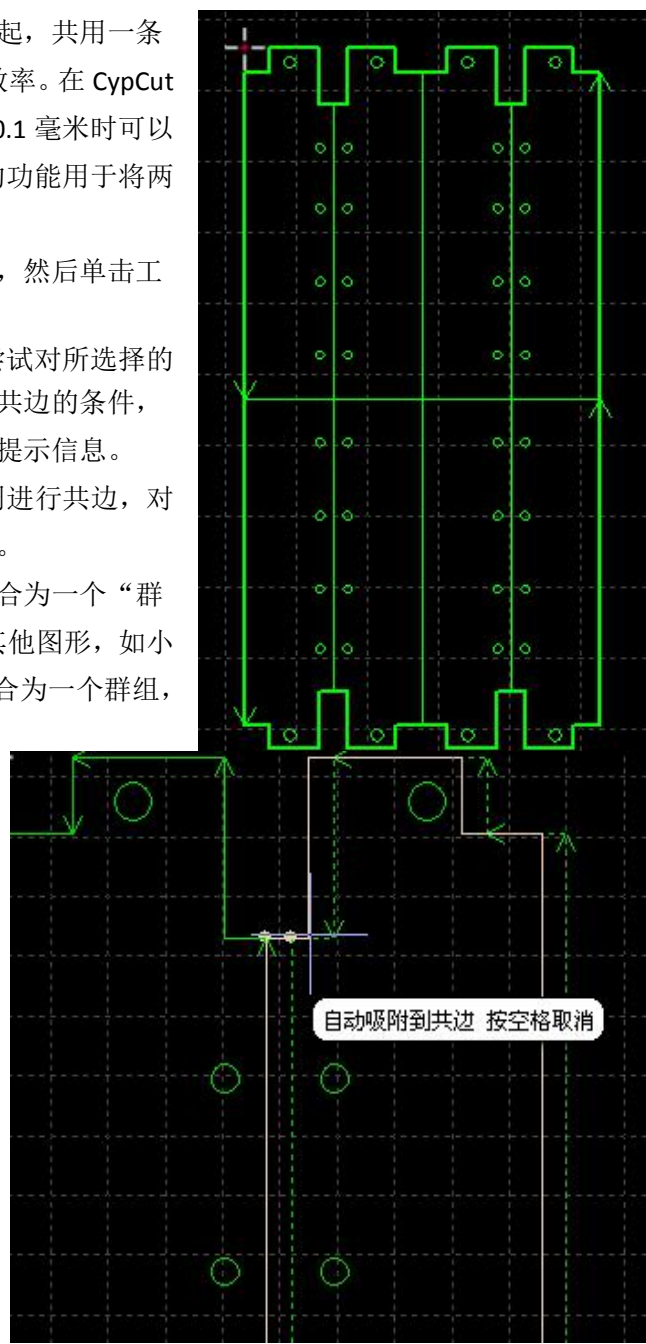 起，共用一条
效率。在 CypCut
0.1 毫米时可以
的功能用于将两
，然后单击工
尝试对所选择的
共边的条件，
提示信息。
则进行共边，对
。
合为一个“群
其他图形，如小
合为一个群组，
自动吸附到共边 按空格取消